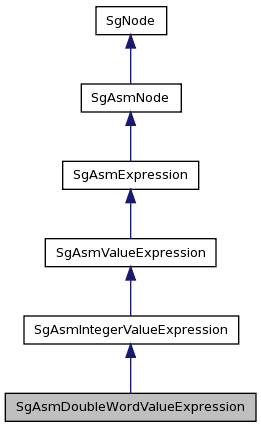 SgNode
SgAsmNode
SgAsmExpression
SgAsmValueExpression
SgAsmIntegerValueExpression
SgAsmDoubleWordValueExpression